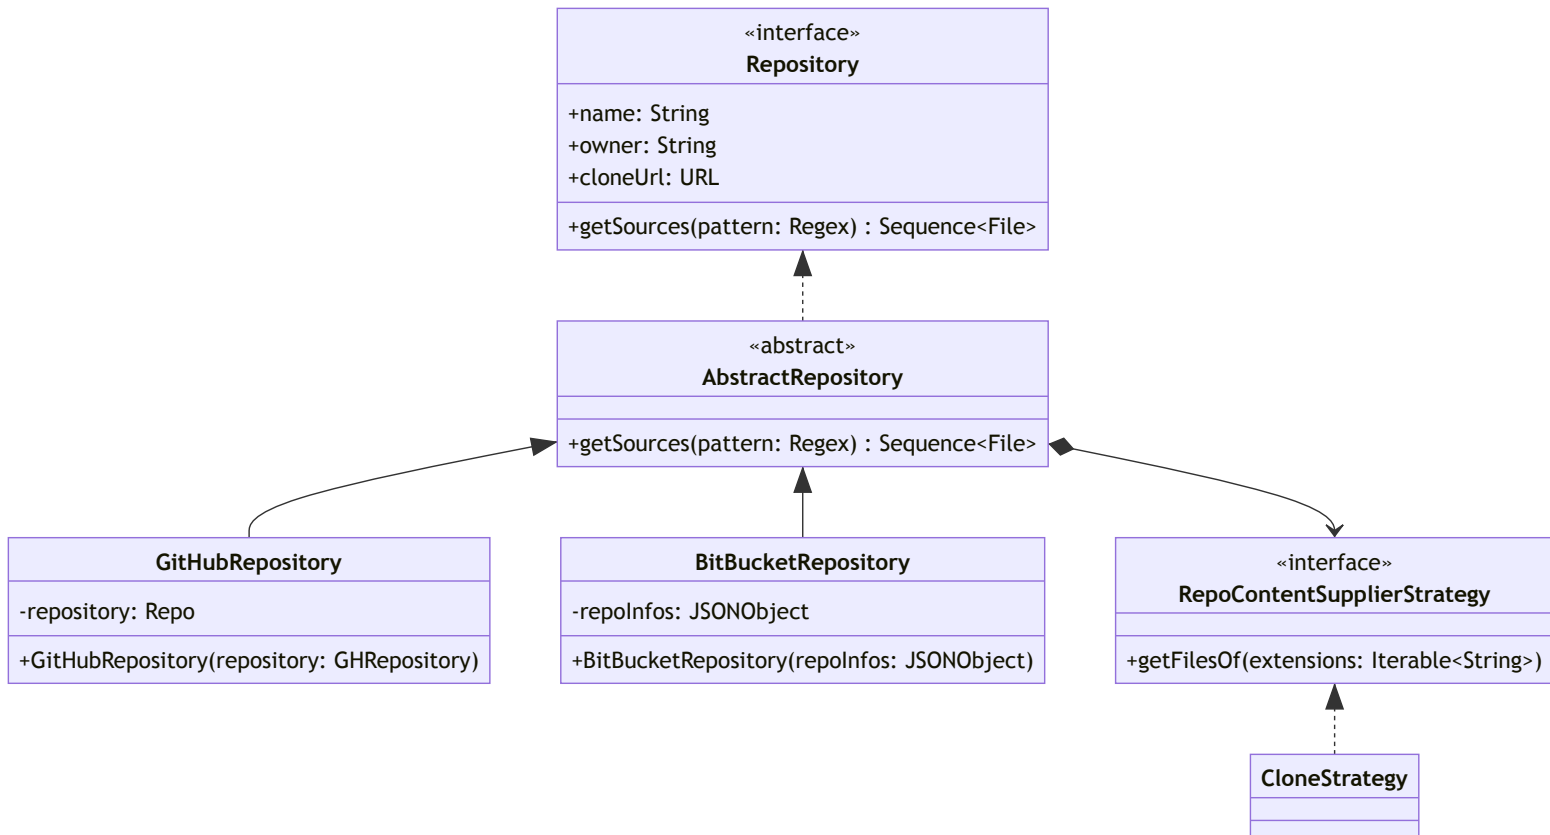 «interface»
Repository
+name: String
+owner: String
+cloneUrl: URL
+getSources(pattern: Regex) : Sequence<File>
«abstract»
AbstractRepository
+getSources(pattern: Regex) : Sequence<File>
GitHubRepository
-repository: Repo
+GitHubRepository(repository: GHRepository)
BitBucketRepository
-repoInfos: JSONObject
+BitBucketRepository(repoInfos: JSONObject)
«interface»
RepoContentSupplierStrategy
+getFilesOf(extensions: Iterable<String>)
CloneStrategy